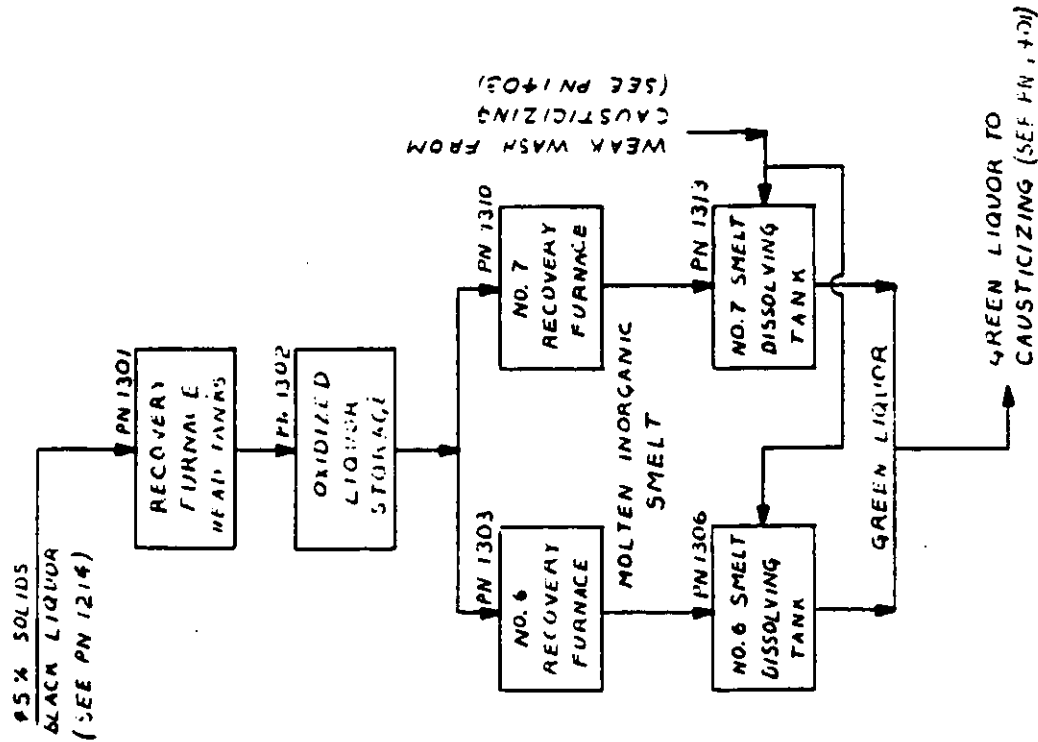 SOLIDS
BLACK LIQUOR
(SEE PN 1214)
PN 1301
RECOVERY
FURNACE
HEAD TANKS
1302
OXIDIZED
LIQUOR
STORAGE
PN 1303
NO. 6
RECOVERY
FURNACE
PN 1310
NO. 7
RECOVERY
FURNACE
MOLTEN INORGANIC
SMELT
WEAK WASH FROM
CAUSTICIZING
(SEE PN 1403)
PN 1306
NO. 6 SMELT
DISSOLVING
TANK
PN 1313
NO. 7 SMELT
DISSOLVING
TANK
GREEN LIQUOR
GREEN LIQUOR TO
CAUSTICIZING (SEE PN